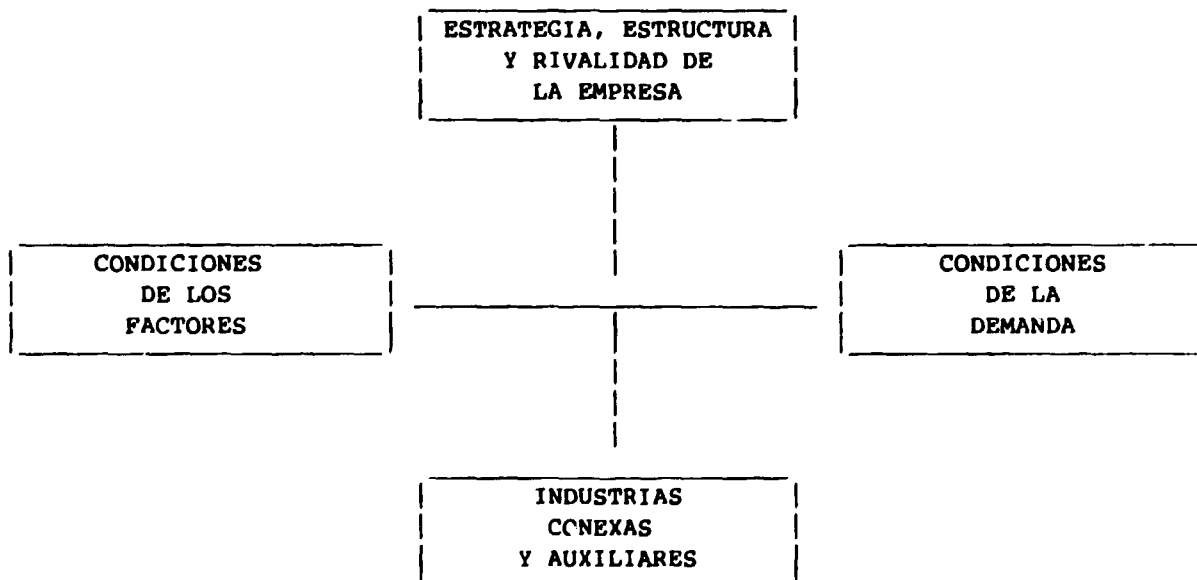 ESTRATEGIA, ESTRUCTURA
Y RIVALIDAD DE
LA EMPRESA
CONDICIONES
DE LOS
FACTORES
CONDICIONES
DE LA
DEMANDA
INDUSTRIAS
CONEXAS
Y AUXILIARES